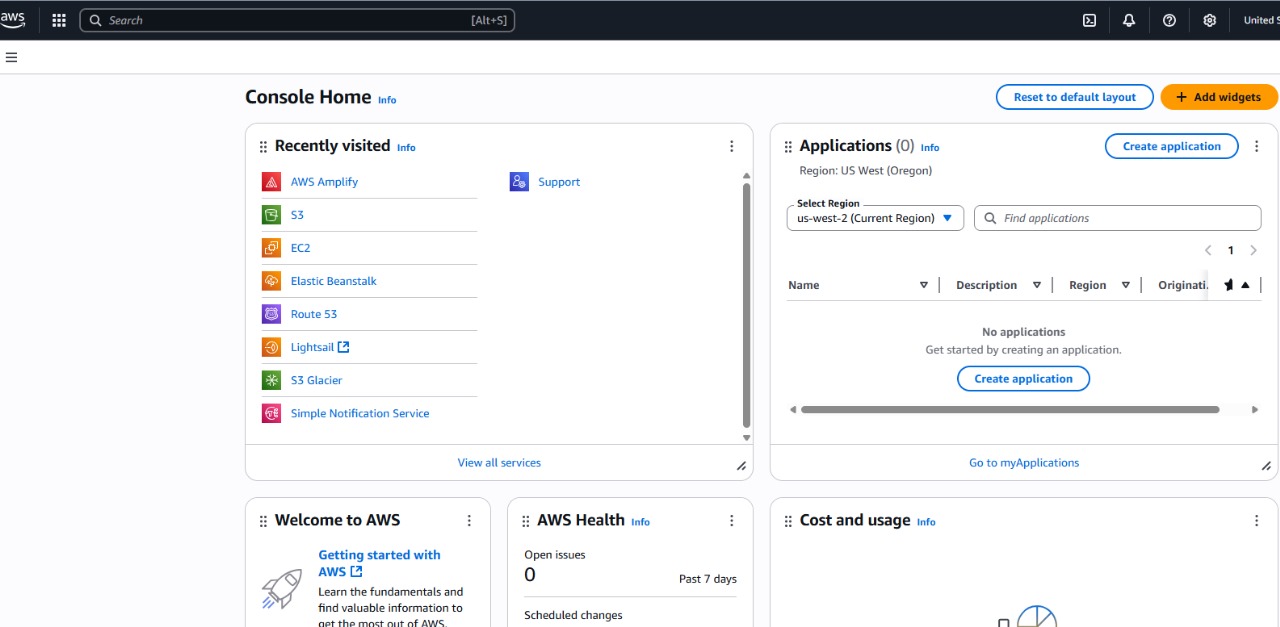 aws
Search
[Alt+S]
United S
Console Home Info
Reset to default layout
+ Add widgets
Recently visited Info
AWS Amplify
S3
EC2
Elastic Beanstalk
Route 53
Lightsail
S3 Glacier
Simple Notification Service
Support
View all services
Applications (0) Info
Create application
Region: US West (Oregon)
Select Region
us-west-2 (Current Region)
Find applications
1
Name
Description
Region
Originati.
No applications
Get started by creating an application.
Create application
Go to myApplications
Welcome to AWS
Getting started with
AWS
Learn the fundamentals and
find valuable information to
get the most out of AWS.
AWS Health Info
Open issues
0
Past 7 days
Scheduled changes
Cost and usage Info